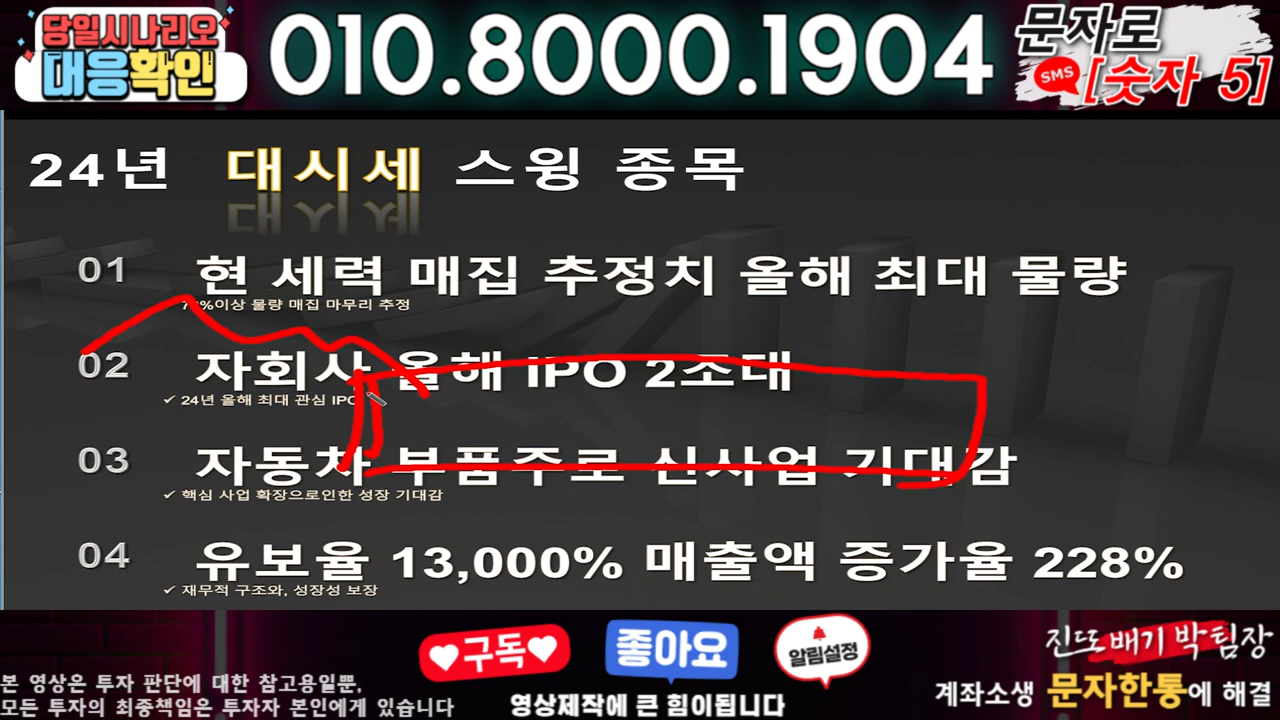 당일시나리오
대응확인
010.8000.1904
문자로
SMS
[숫자 5]
24년 대시세 스윙 종목
01 현 세력 매집 추정치 올해 최대 물량
%이상 물량 매집 마무리 추정
02 자회사 올해 IPO 2조대
✓ 24년 올해 최대 관심 IPO
03 자동차 부품주로 신사업 기대감
✓ 핵심 사업 확장으로인한 성장 기대감
04 유보율 13,000% 매출액 증가율 228%
✓ 재무적 구조와, 성장성 보장
구독
좋아요
알림설정
영상제작에 큰 힘이됩니다
본 영상은 투자 판단에 대한 참고용일뿐,
모든 투자의 최종책임은 투자자 본인에게 있습니다
진또배기 박팀장
계좌소생 문자한통에 해결